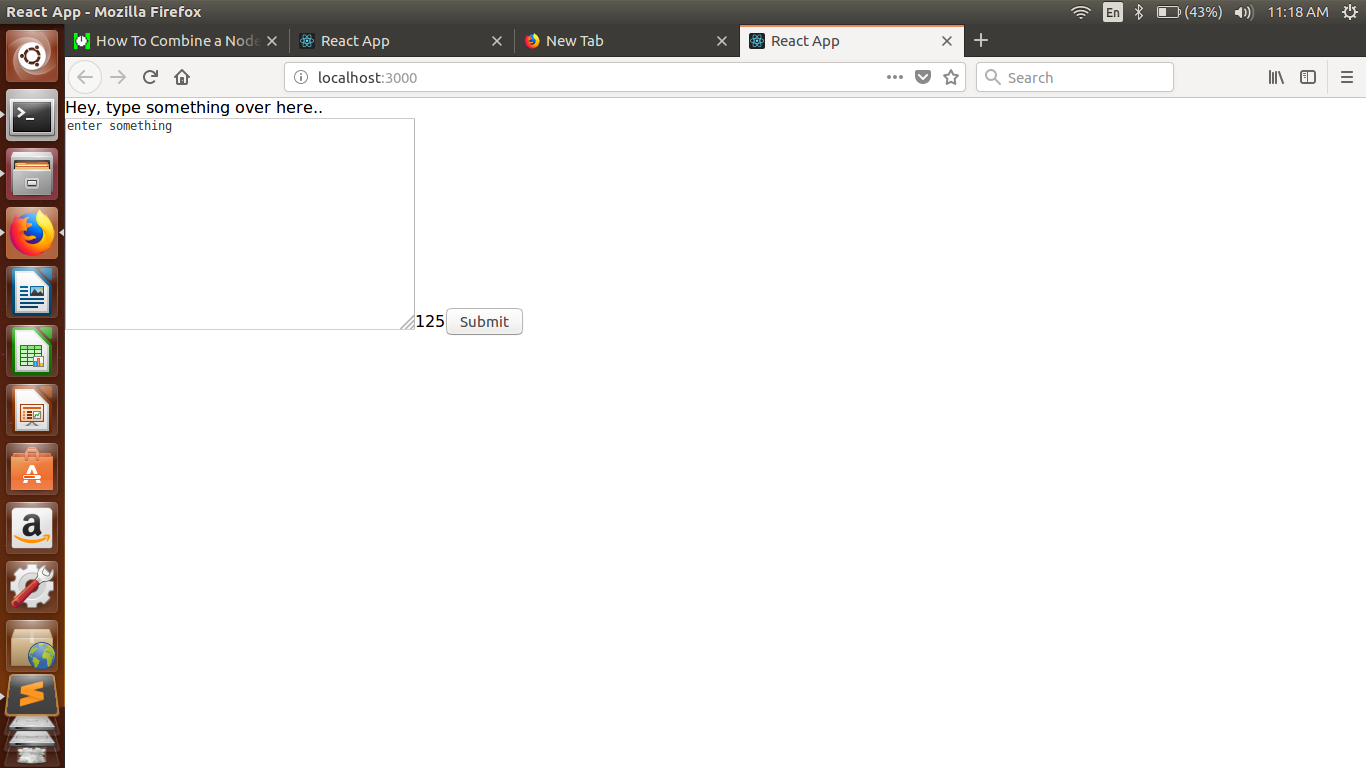 React App - Mozilla Firefox
En (43%) 11:18 AM
How To Combine a Node
React App
New Tab
React App
localhost:3000
Search
Hey, type something over here..
enter something
125 Submit